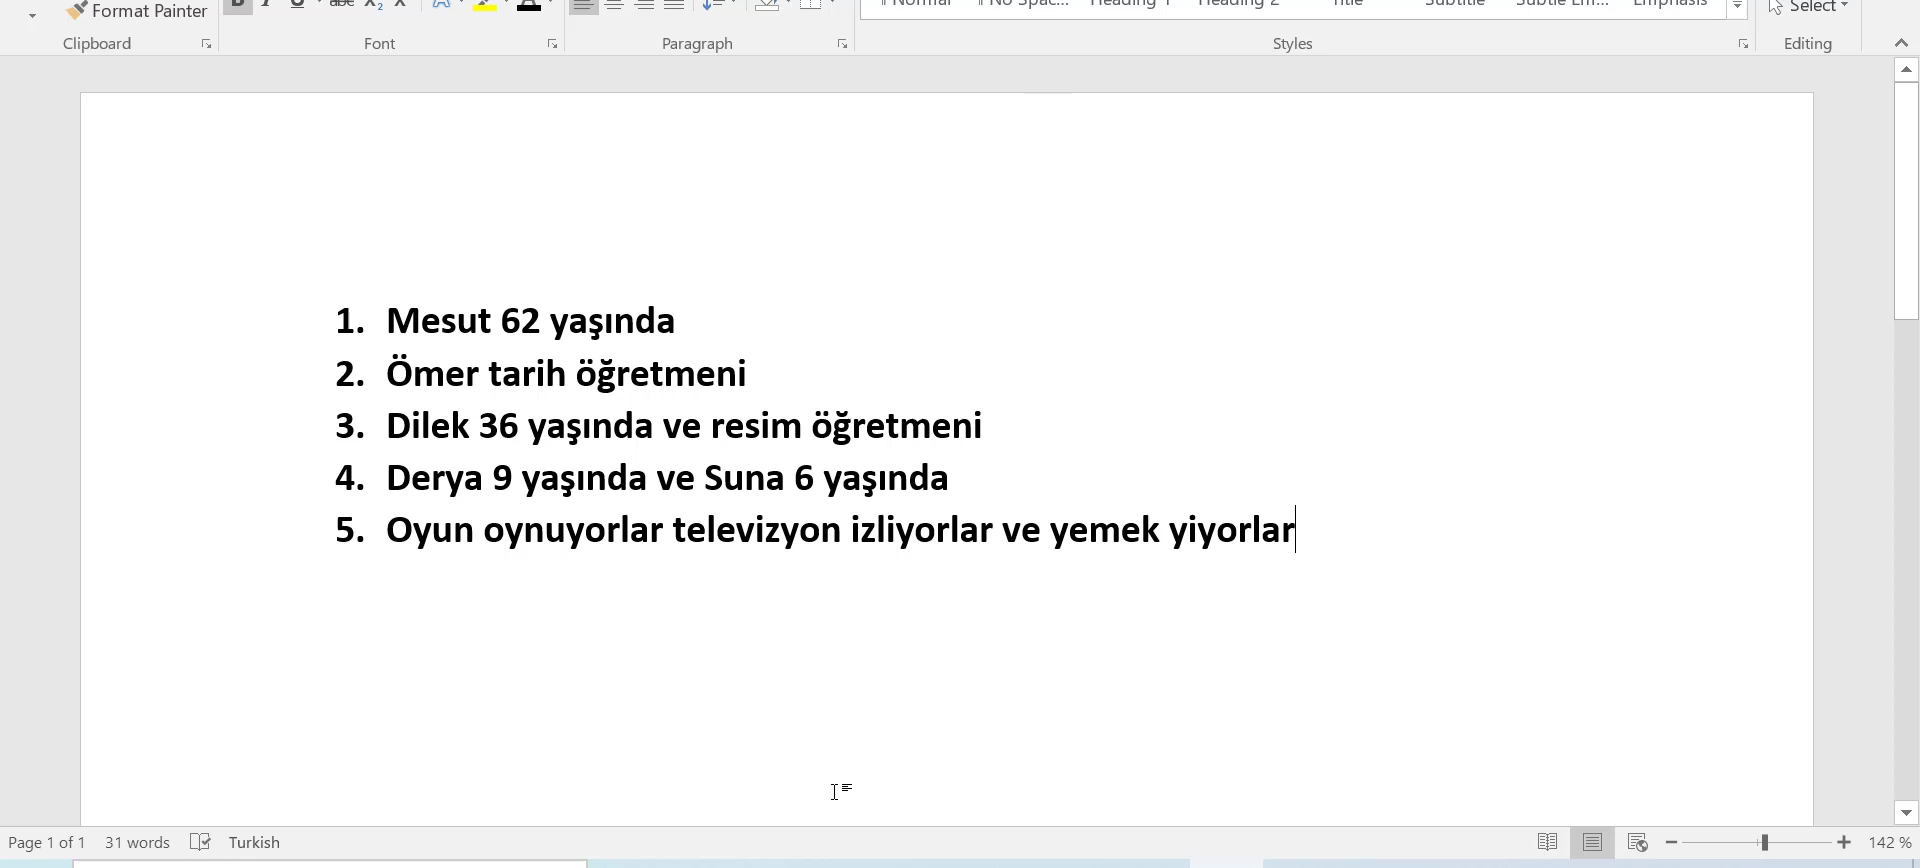 Format Painter
Clipboard
Font
Paragraph
Styles
Select
Editing
1. Mesut 62 yaşında
2. Ömer tarih öğretmeni
3. Dilek 36 yaşında ve resim öğretmeni
4. Derya 9 yaşında ve Suna 6 yaşında
5. Oyun oynuyorlar televizyon izliyorlar ve yemek yiyorlar
Page 1 of 1 31 words Turkish 142 %